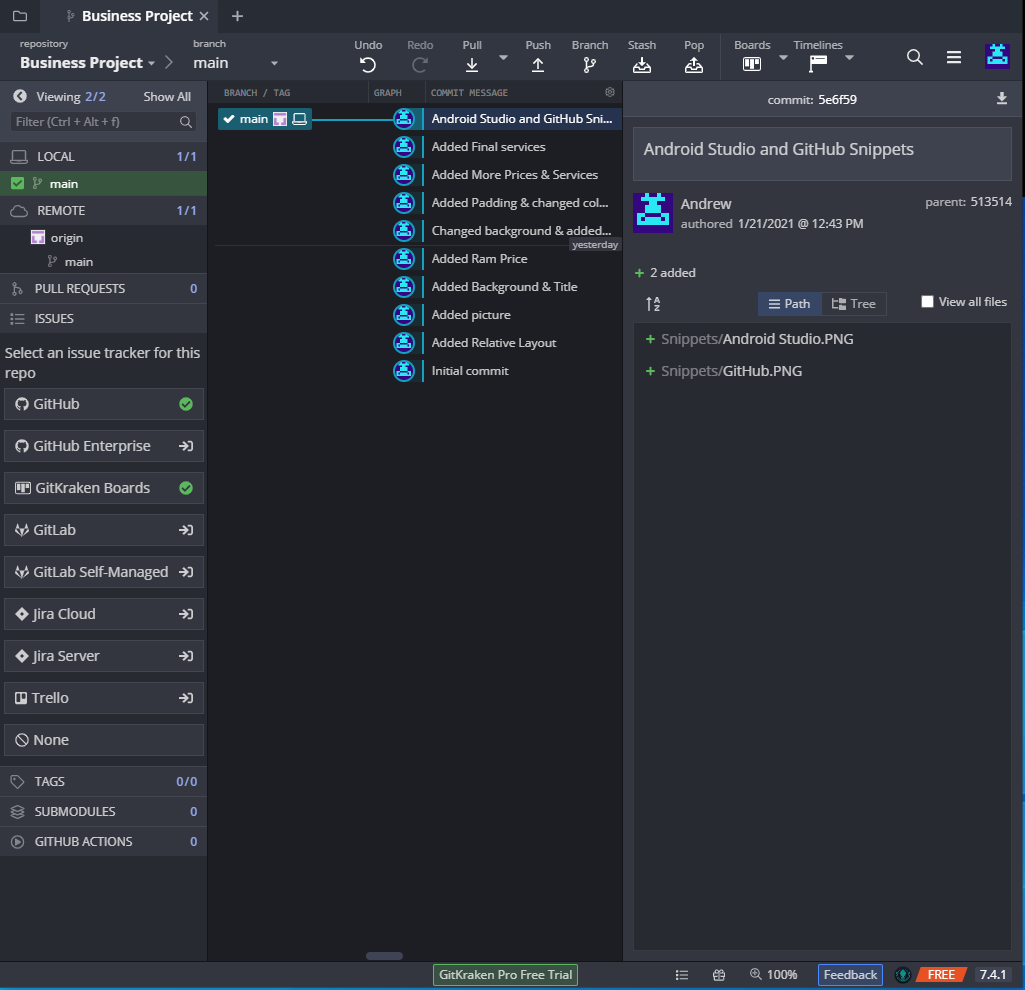 Business Project
repository
Business Project
branch
main
Undo
Redo
Pull
Push
Branch
Stash
Pop
Boards
Timelines
Viewing 2/2
Show All
Filter (Ctrl + Alt + f)
LOCAL 1/1
main
REMOTE 1/1
origin
main
PULL REQUESTS 0
ISSUES
Select an issue tracker for this
repo
GitHub
GitHub Enterprise
GitKraken Boards
GitLab
GitLab Self-Managed
Jira Cloud
Jira Server
Trello
None
TAGS 0/0
SUBMODULES 0
GITHUB ACTIONS 0
BRANCH / TAG
GRAPH
COMMIT MESSAGE
main
Android Studio and GitHub Sni...
Added Final services
Added More Prices & Services
Added Padding & changed col...
Changed background & added...
yesterday
Added Ram Price
Added Background & Title
Added picture
Added Relative Layout
Initial commit
commit: 5e6f59
Android Studio and GitHub Snippets
Andrew
parent: 513514
authored 1/21/2021 @ 12:43 PM
+ 2 added
A
Z
Path
Tree
View all files
+ Snippets/Android Studio.PNG
+ Snippets/GitHub.PNG
GitKraken Pro Free Trial
100%
Feedback
FREE
7.4.1